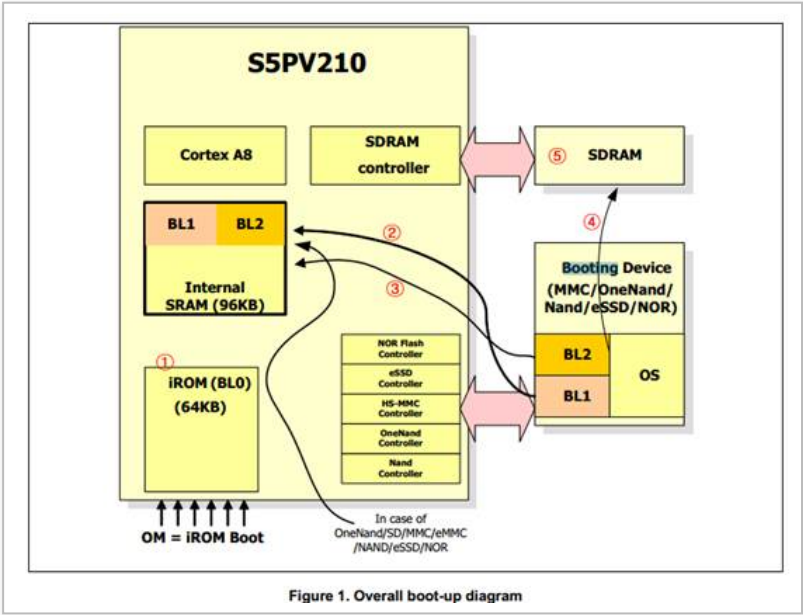 S5PV210
Cortex A8
SDRAM
controller
⑤
SDRAM
BL1
BL2
Internal
SRAM (96KB)
②
③
④
Booting Device
(MMC/OneNand/
Nand/eSSD/NOR)
BL2
BL1
OS
①
iROM (BL0)
(64KB)
NOR Flash
Controller
eSSD
Controller
HS-MMC
Controller
OneNand
Controller
Nand
Controller
OM = iROM Boot
In case of
OneNand/SD/MMC/eMMC
/NAND/eSSD/NOR
Figure 1. Overall boot-up diagram